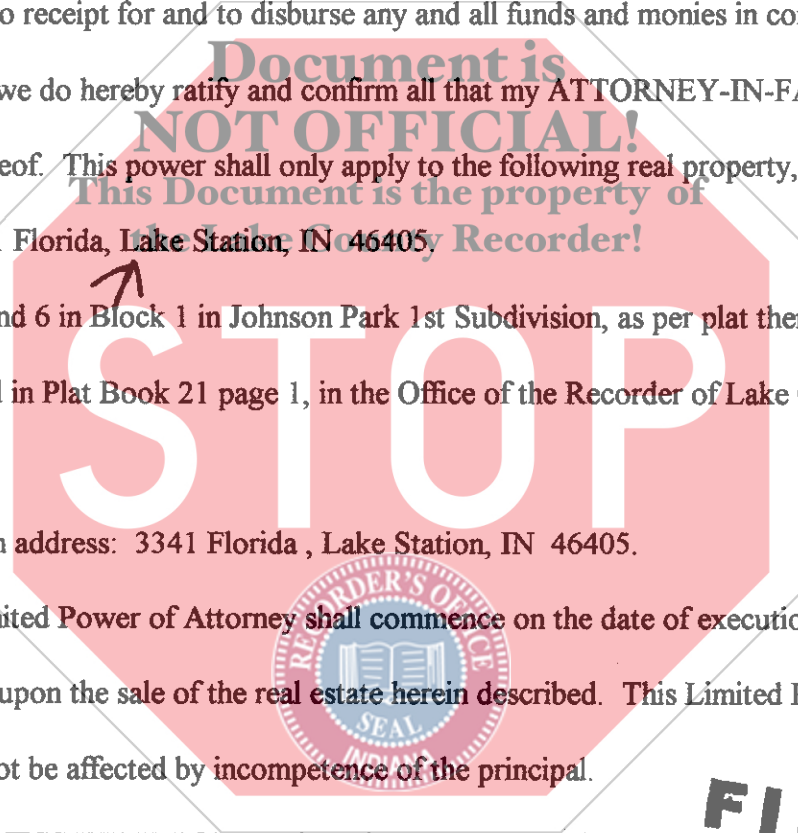 o receipt for and to disburse any and all funds and monies in co
Document is
we do hereby ratify and confirm all that my ATTORNEY-IN-FA
NOT OFFICIAL!
eof. This power shall only apply to the following real property,
This Document is the property of
Florida, Lake Station, IN 46405.
the Lake County Recorder!
nd 6 in Block 1 in Johnson Park 1st Subdivision, as per plat the
in Plat Book 21 page 1, in the Office of the Recorder of Lake
STOP
address: 3341 Florida , Lake Station, IN 46405.
RECORDER'S OFFICE
ited Power of Attorney shall commence on the date of executio
upon the sale of the real estate herein described. This Limited
SEAL
INDIANA
ot be affected by incompetence of the principal.
FI